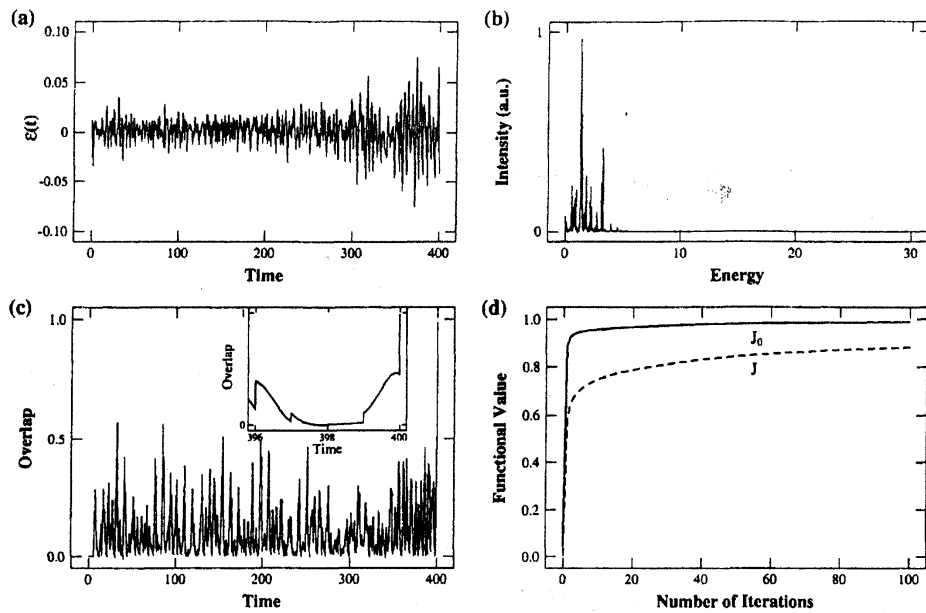 (a)
0.10
0.05
0
-0.05
-0.10
ε(t)
0 100 200 300 400
Time
(b)
1
Intensity (a.u.)
0
0 10 20 30
Energy
(c)
1.0
0.5
0.0
Overlap
0 100 200 300 400
Time
1
Overlap
0
396 398 400
Time
(d)
1.0
0.8
0.6
0.4
0.2
0.0
Functional Value
J₀
J
0 20 40 60 80 100
Number of Iterations